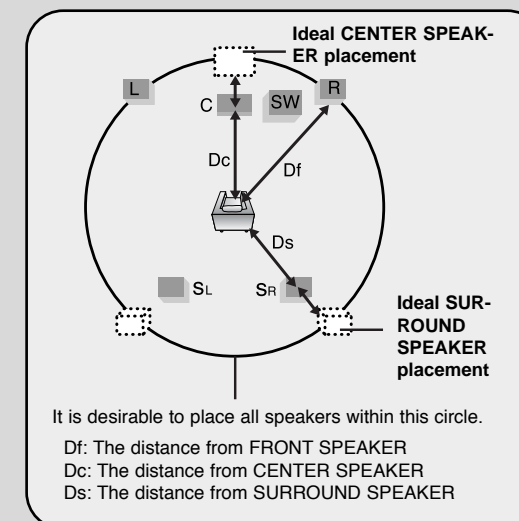 Ideal CENTER SPEAK-
ER placement
L
R
C
SW
Dc
Df
Ds
SL
SR
Ideal SUR-
ROUND
SPEAKER
placement
It is desirable to place all speakers within this circle.
Df: The distance from FRONT SPEAKER
Dc: The distance from CENTER SPEAKER
Ds: The distance from SURROUND SPEAKER